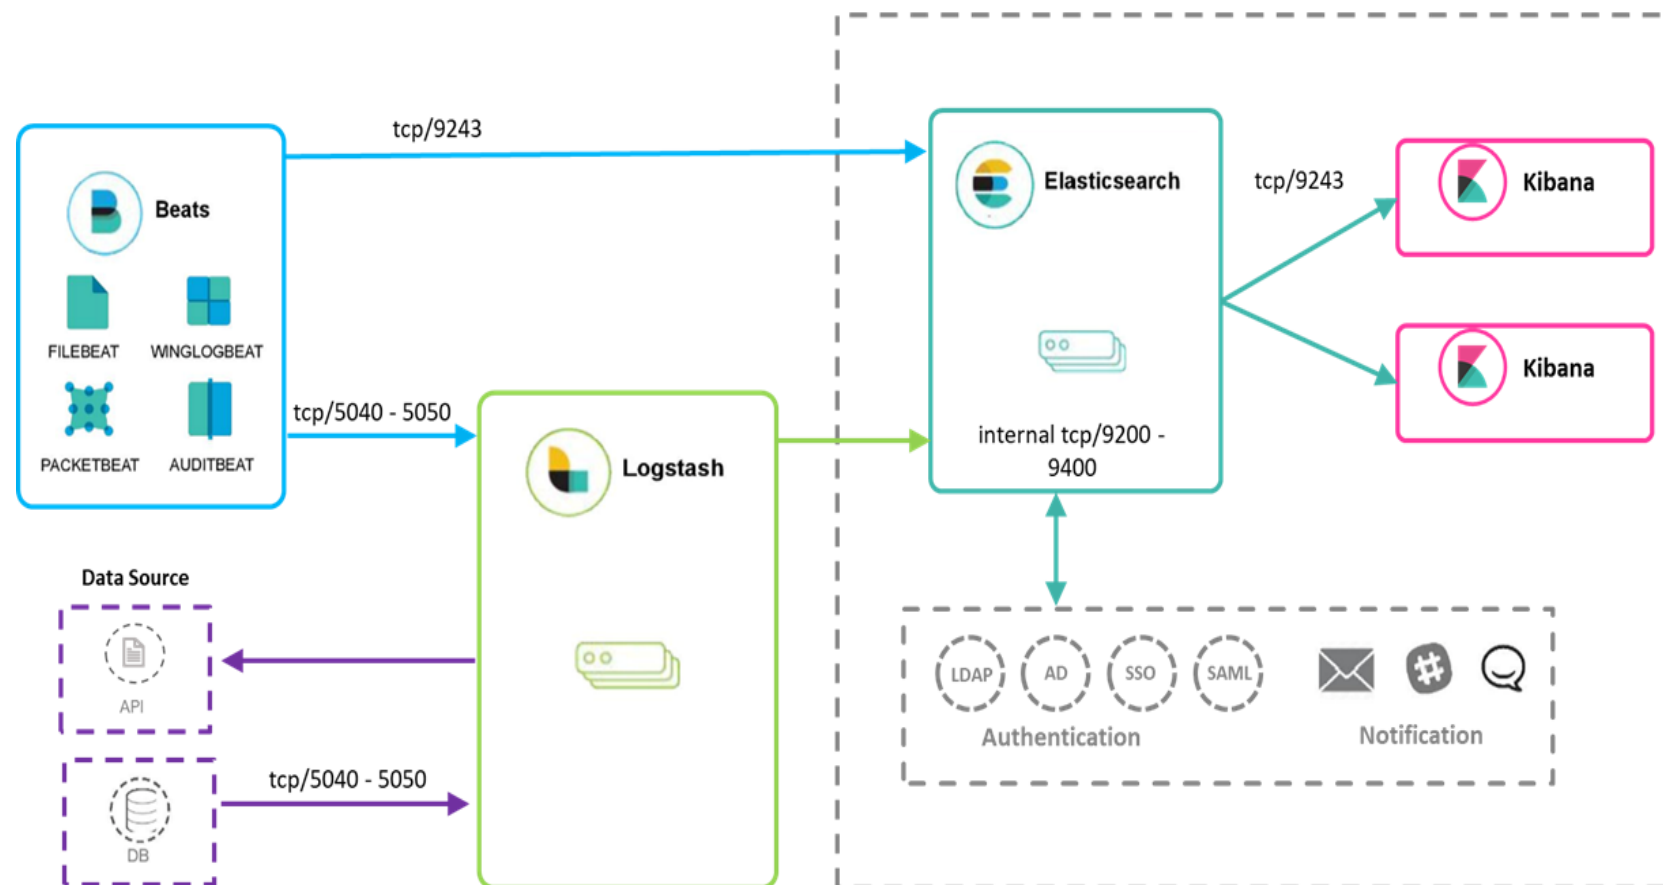 tcp/9243
Beats
FILEBEAT
WINGLOGBEAT
PACKETBEAT
AUDITBEAT
tcp/5040 - 5050
Logstash
Data Source
API
tcp/5040 - 5050
DB
Elasticsearch
internal tcp/9200 -
9400
tcp/9243
Kibana
Kibana
LDAP
AD
SSO
SAML
Authentication
Notification